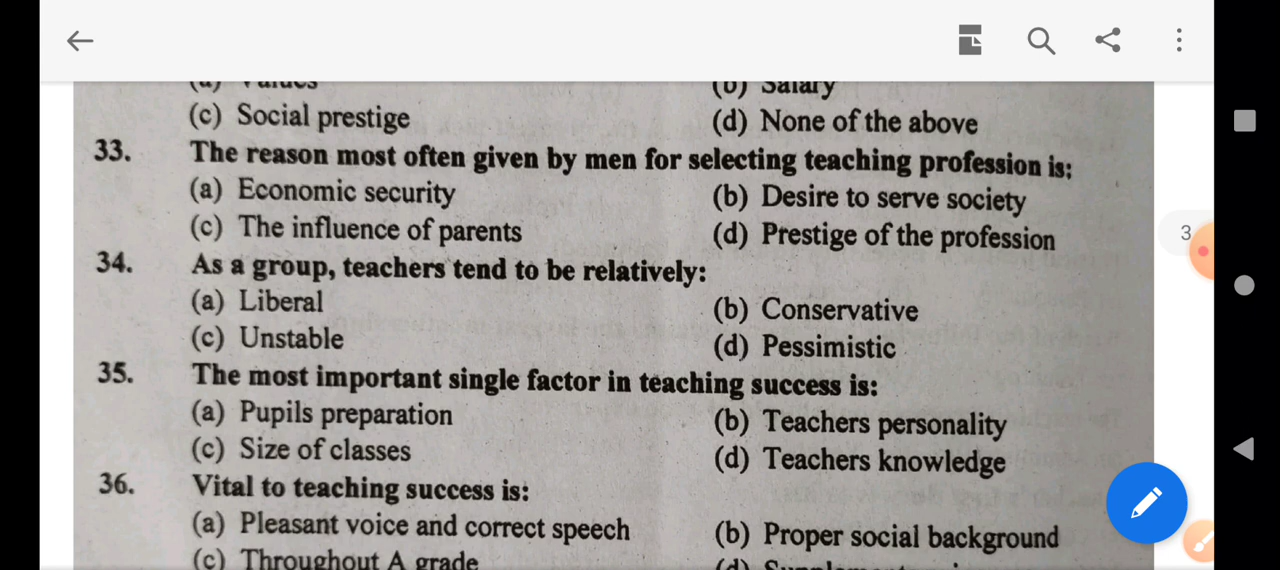 (a) Values (b) Salary
(c) Social prestige (d) None of the above
33. The reason most often given by men for selecting teaching profession is:
(a) Economic security (b) Desire to serve society
(c) The influence of parents (d) Prestige of the profession
3
34. As a group, teachers tend to be relatively:
(a) Liberal (b) Conservative
(c) Unstable (d) Pessimistic
35. The most important single factor in teaching success is:
(a) Pupils preparation (b) Teachers personality
(c) Size of classes (d) Teachers knowledge
36. Vital to teaching success is:
(a) Pleasant voice and correct speech (b) Proper social background
(c) Throughout A grade (d)